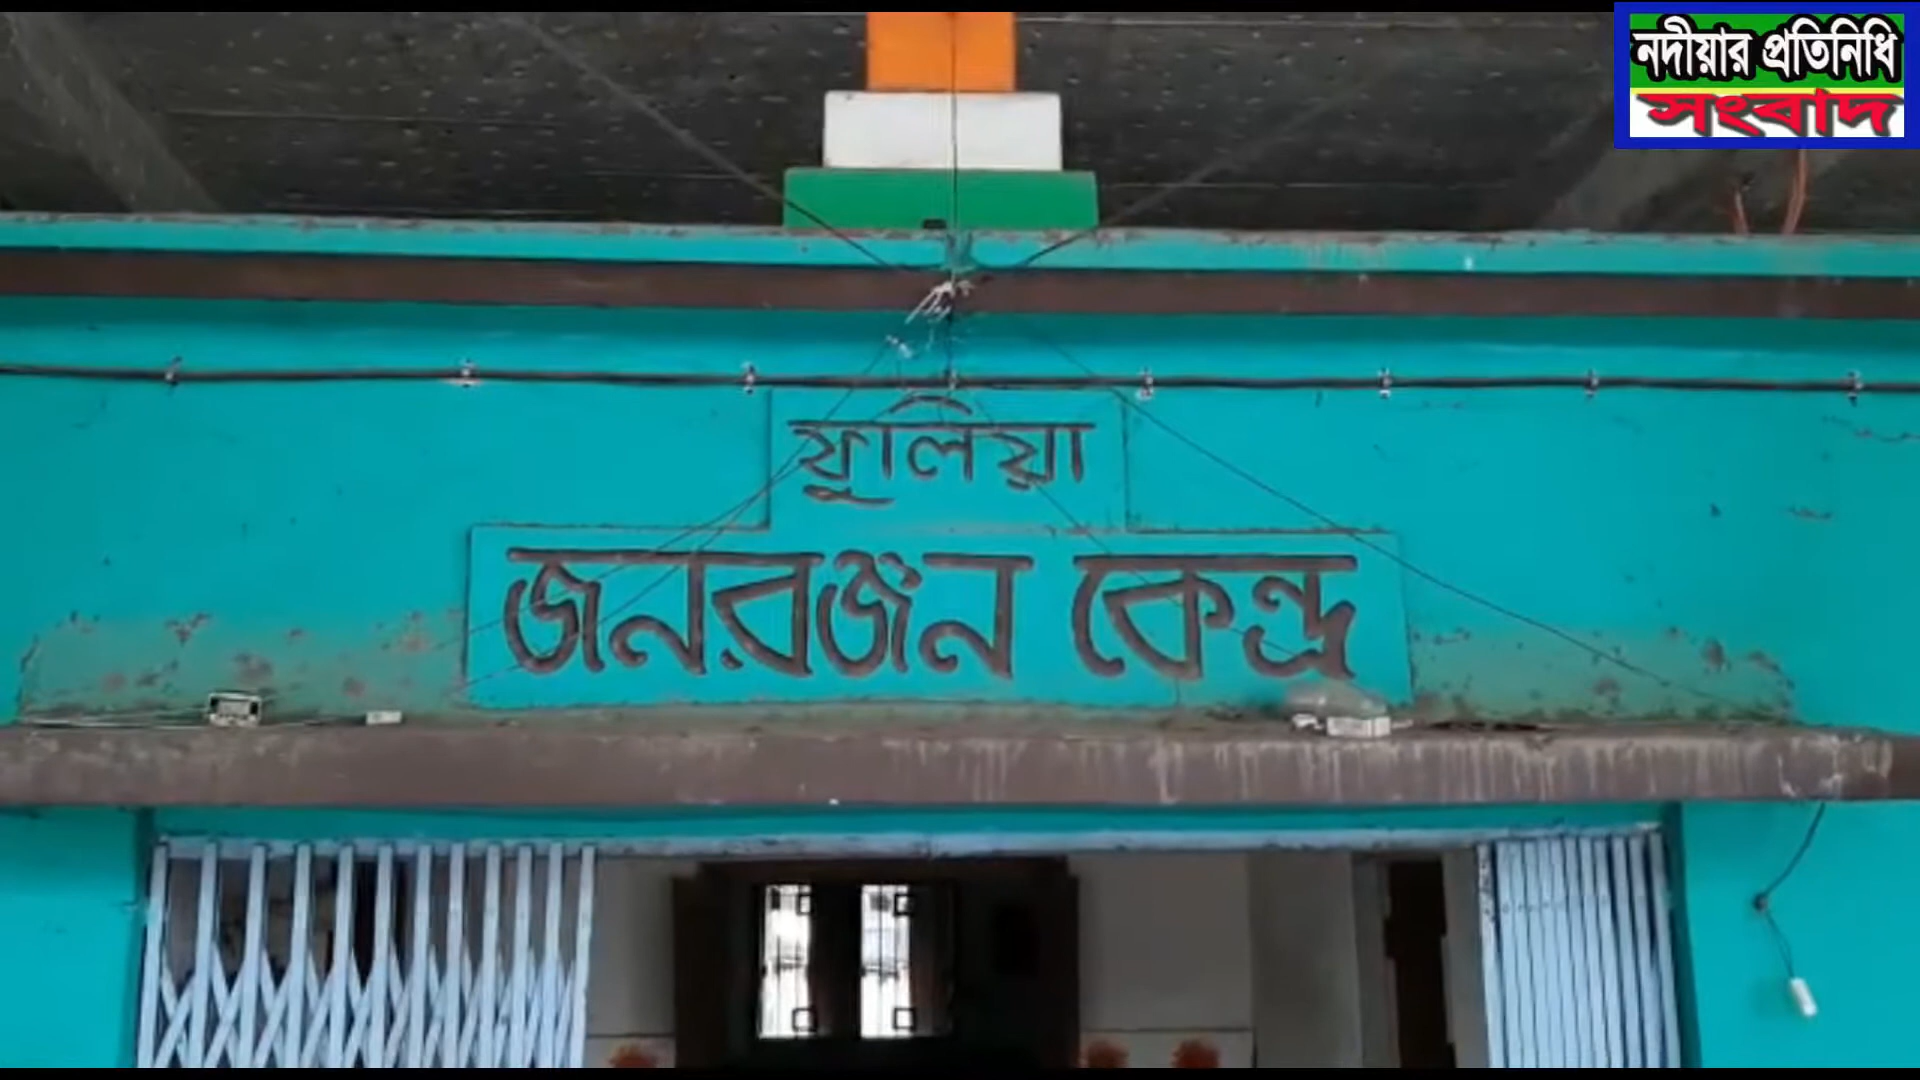 নদীয়ার প্রতিনিধি
সংবাদ
ফুলিয়া
জনরঞ্জন কেন্দ্র